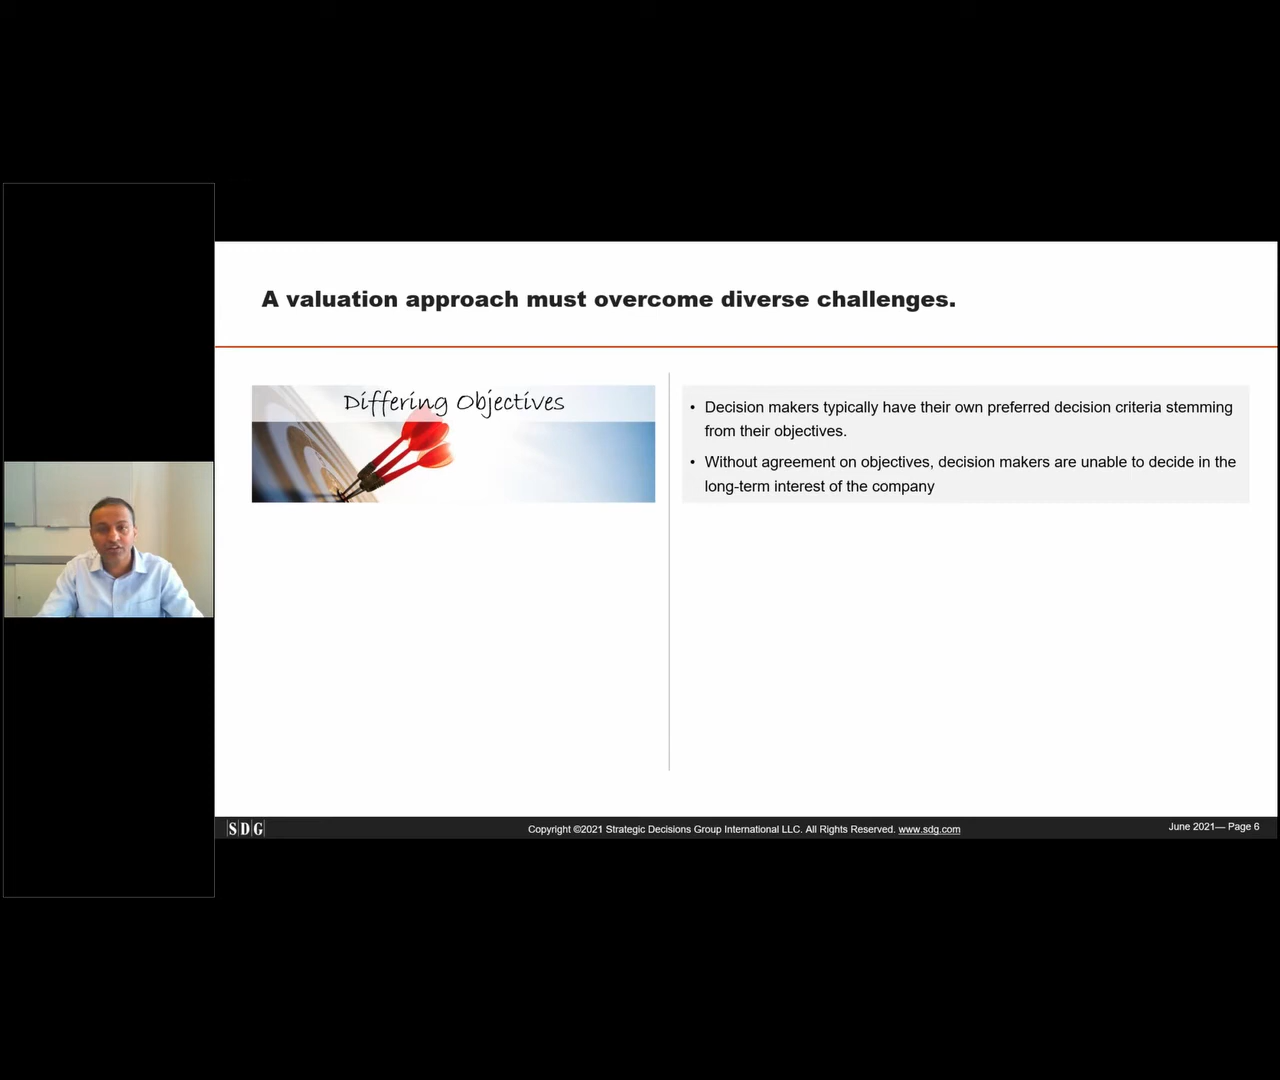 A valuation approach must overcome diverse challenges.
Differing Objectives
• Decision makers typically have their own preferred decision criteria stemming
from their objectives.
• Without agreement on objectives, decision makers are unable to decide in the
long-term interest of the company
SDG
Copyright ©2021 Strategic Decisions Group International LLC. All Rights Reserved. www.sdg.com
June 2021— Page 6